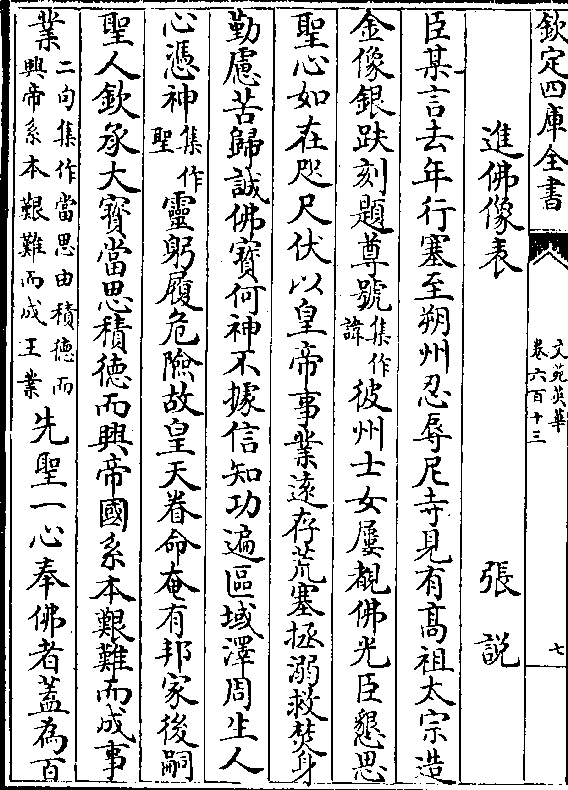 欽定四庫全書
文苑英華
卷六百十三
七
進佛像表
張說
臣某言去年行塞至朔州忍辱尼寺見有高祖太宗造
金像銀趺刻題尊號集作諱彼州士女屢覩佛光臣懇思
聖心如在咫尺伏以皇帝事業遠存荒塞拯溺救焚身
勤慮苦歸誠佛寳何神不據信知功遍區域澤周生人
心憑神集作聖靈躬履危險故皇天眷命奄有邦家後嗣
聖人欽承大寳當思積德而興帝國系本艱難而成事
業二句集作當思由積德而興帝系本艱難而成王業先聖一心奉佛者蓋為百